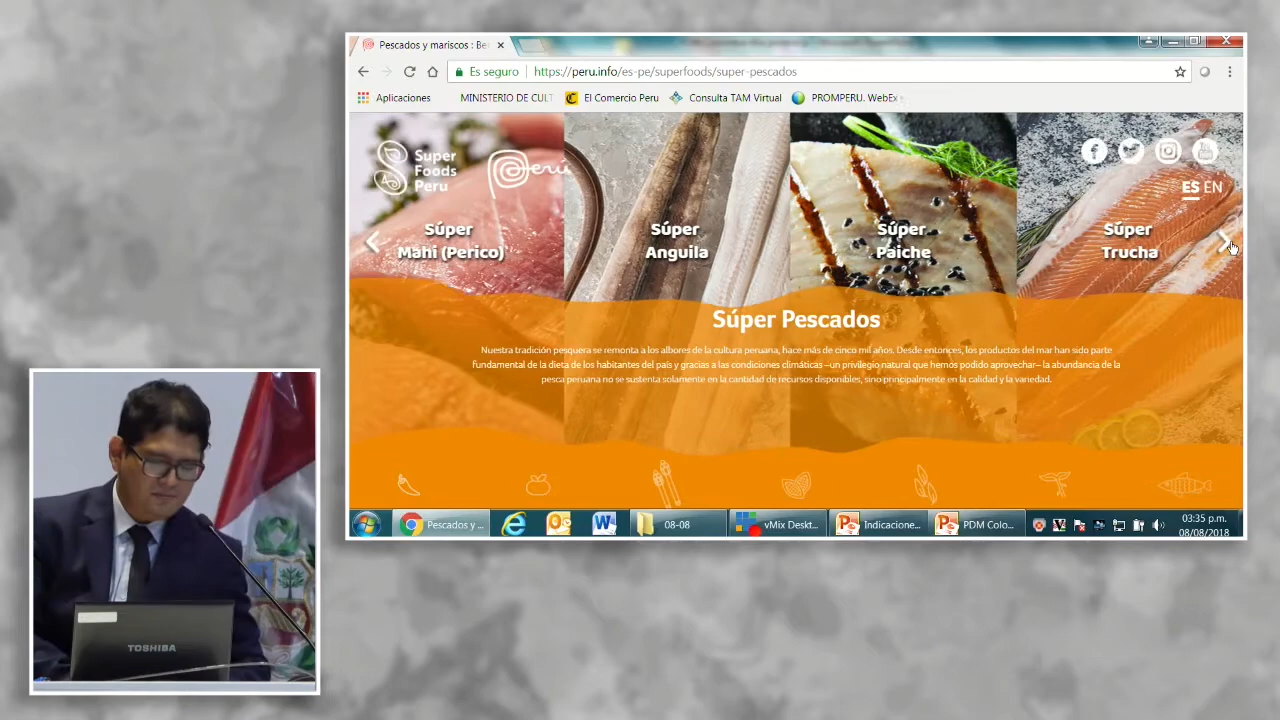 Pescados y mariscos : Be
Es seguro
https://peru.info/es-pe/superfoods/super-pescados
Aplicaciones
MINISTERIO DE CULT
El Comercio Peru
Consulta TAM Virtual
PROMPERU. WebEx
Super
Foods
Peru
Perú
f
You
ES EN
Súper
Mahi (Perico)
Súper
Anguila
Súper
Paiche
Súper
Trucha
Súper Pescados
Nuestra tradición pesquera se remonta a los albores de la cultura peruana, hace más de cinco mil años. Desde entonces, los productos del mar han sido parte
fundamental de la dieta de los habitantes del país y gracias a las condiciones climáticas –un privilegio natural que hemos podido aprovechar– la abundancia de la
pesca peruana no se sustenta solamente en la cantidad de recursos disponibles, sino principalmente en la calidad y la variedad.
Pescados y ...
08-08
vMix Deskt...
Indicacione...
PDM Colo...
03:35 p.m.
08/08/2018
TOSHIBA